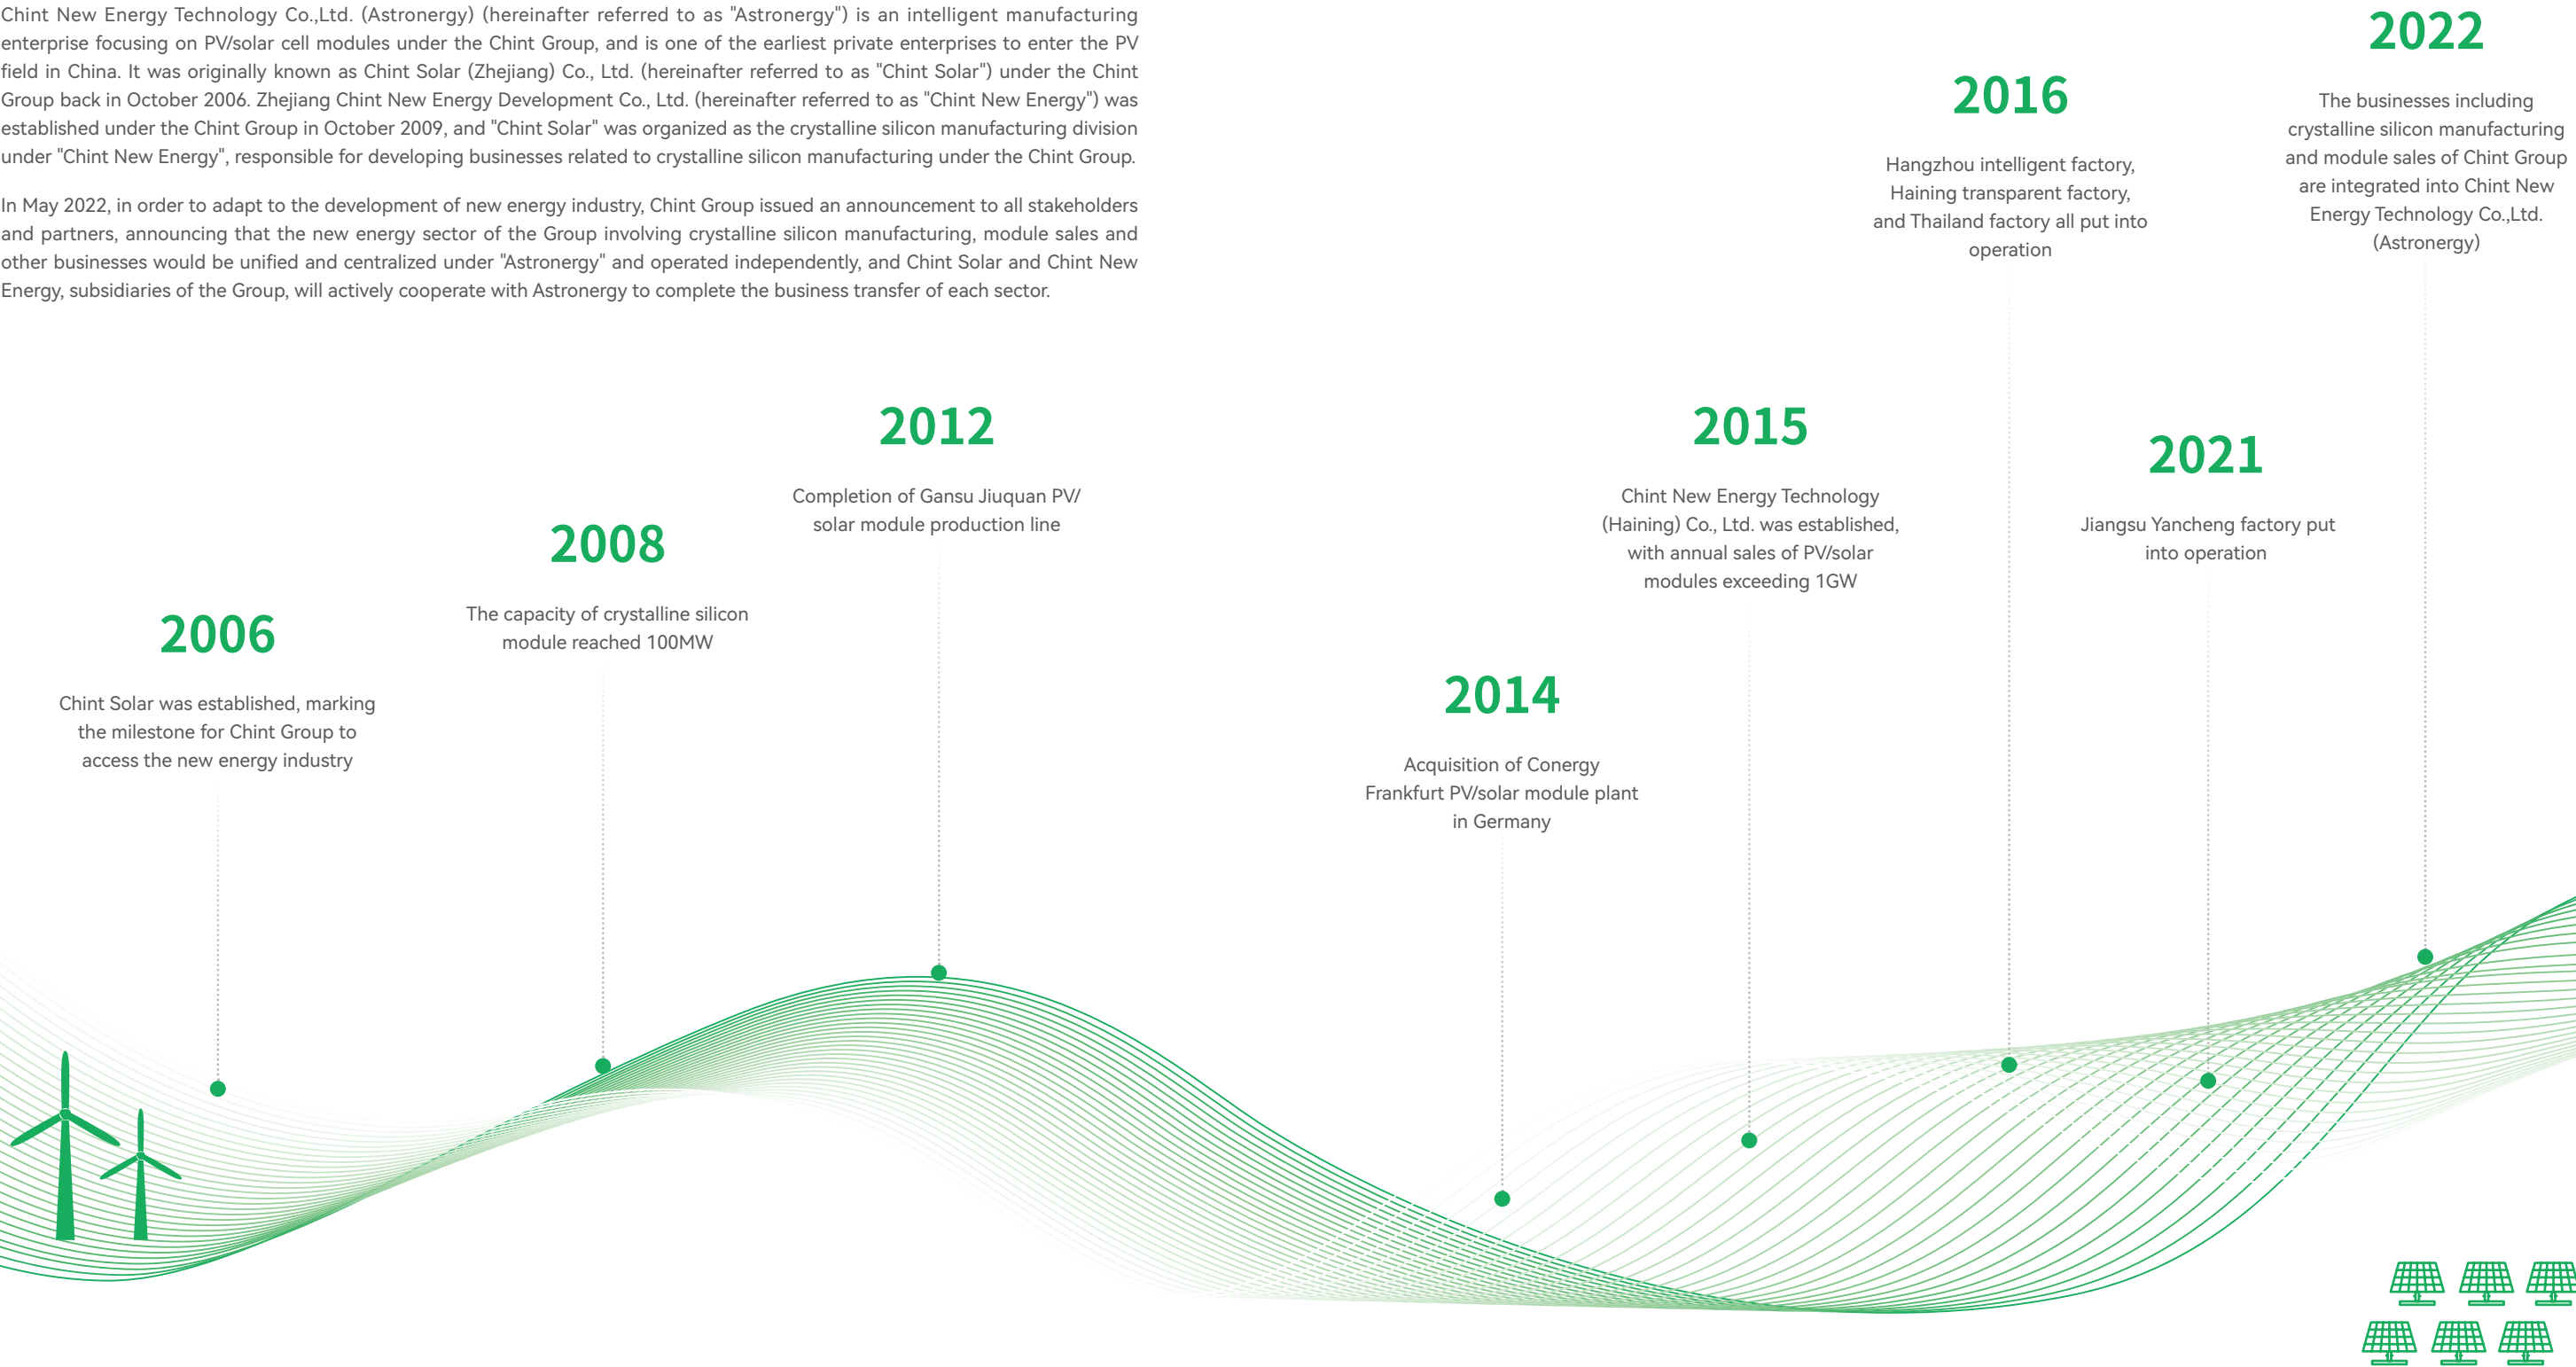 Chint New Energy Technology Co.,Ltd. (Astronergy) (hereinafter referred to as "Astronergy") is an intelligent manufacturing
enterprise focusing on PV/solar cell modules under the Chint Group, and is one of the earliest private enterprises to enter the PV
field in China. It was originally known as Chint Solar (Zhejiang) Co., Ltd. (hereinafter referred to as "Chint Solar") under the Chint
Group back in October 2006. Zhejiang Chint New Energy Development Co., Ltd. (hereinafter referred to as "Chint New Energy") was
established under the Chint Group in October 2009, and "Chint Solar" was organized as the crystalline silicon manufacturing division
under "Chint New Energy", responsible for developing businesses related to crystalline silicon manufacturing under the Chint Group.
In May 2022, in order to adapt to the development of new energy industry, Chint Group issued an announcement to all stakeholders
and partners, announcing that the new energy sector of the Group involving crystalline silicon manufacturing, module sales and
other businesses would be unified and centralized under "Astronergy" and operated independently, and Chint Solar and Chint New
Energy, subsidiaries of the Group, will actively cooperate with Astronergy to complete the business transfer of each sector.
2006
Chint Solar was established, marking
the milestone for Chint Group to
access the new energy industry
2008
The capacity of crystalline silicon
module reached 100MW
2012
Completion of Gansu Jiuquan PV/
solar module production line
2014
Acquisition of Conergy
Frankfurt PV/solar module plant
in Germany
2015
Chint New Energy Technology
(Haining) Co., Ltd. was established,
with annual sales of PV/solar
modules exceeding 1GW
2016
Hangzhou intelligent factory,
Haining transparent factory,
and Thailand factory all put into
operation
2021
Jiangsu Yancheng factory put
into operation
2022
The businesses including
crystalline silicon manufacturing
and module sales of Chint Group
are integrated into Chint New
Energy Technology Co.,Ltd.
(Astronergy)